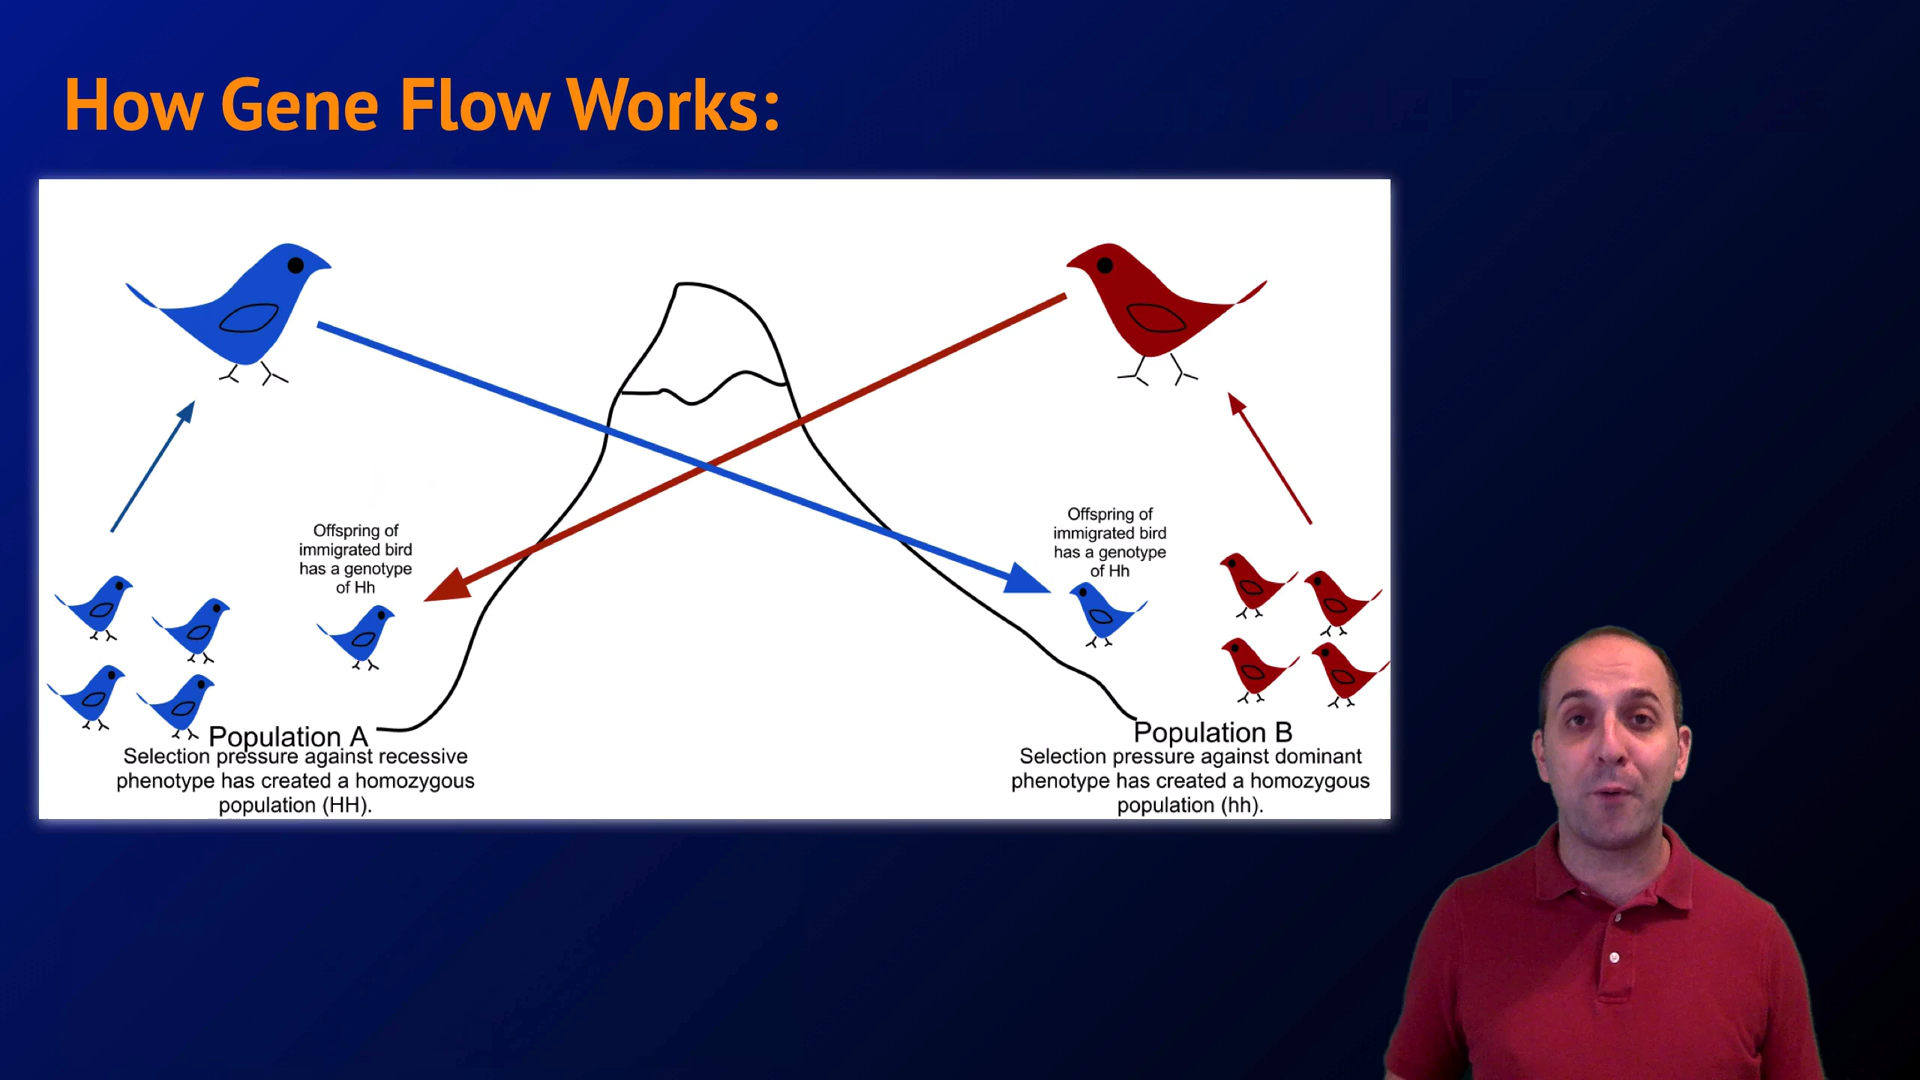 How Gene Flow Works:
Offspring of
immigrated bird
has a genotype
of Hh
Offspring of
immigrated bird
has a genotype
of Hh
Population A
Selection pressure against recessive
phenotype has created a homozygous
population (HH).
Population B
Selection pressure against dominant
phenotype has created a homozygous
population (hh).